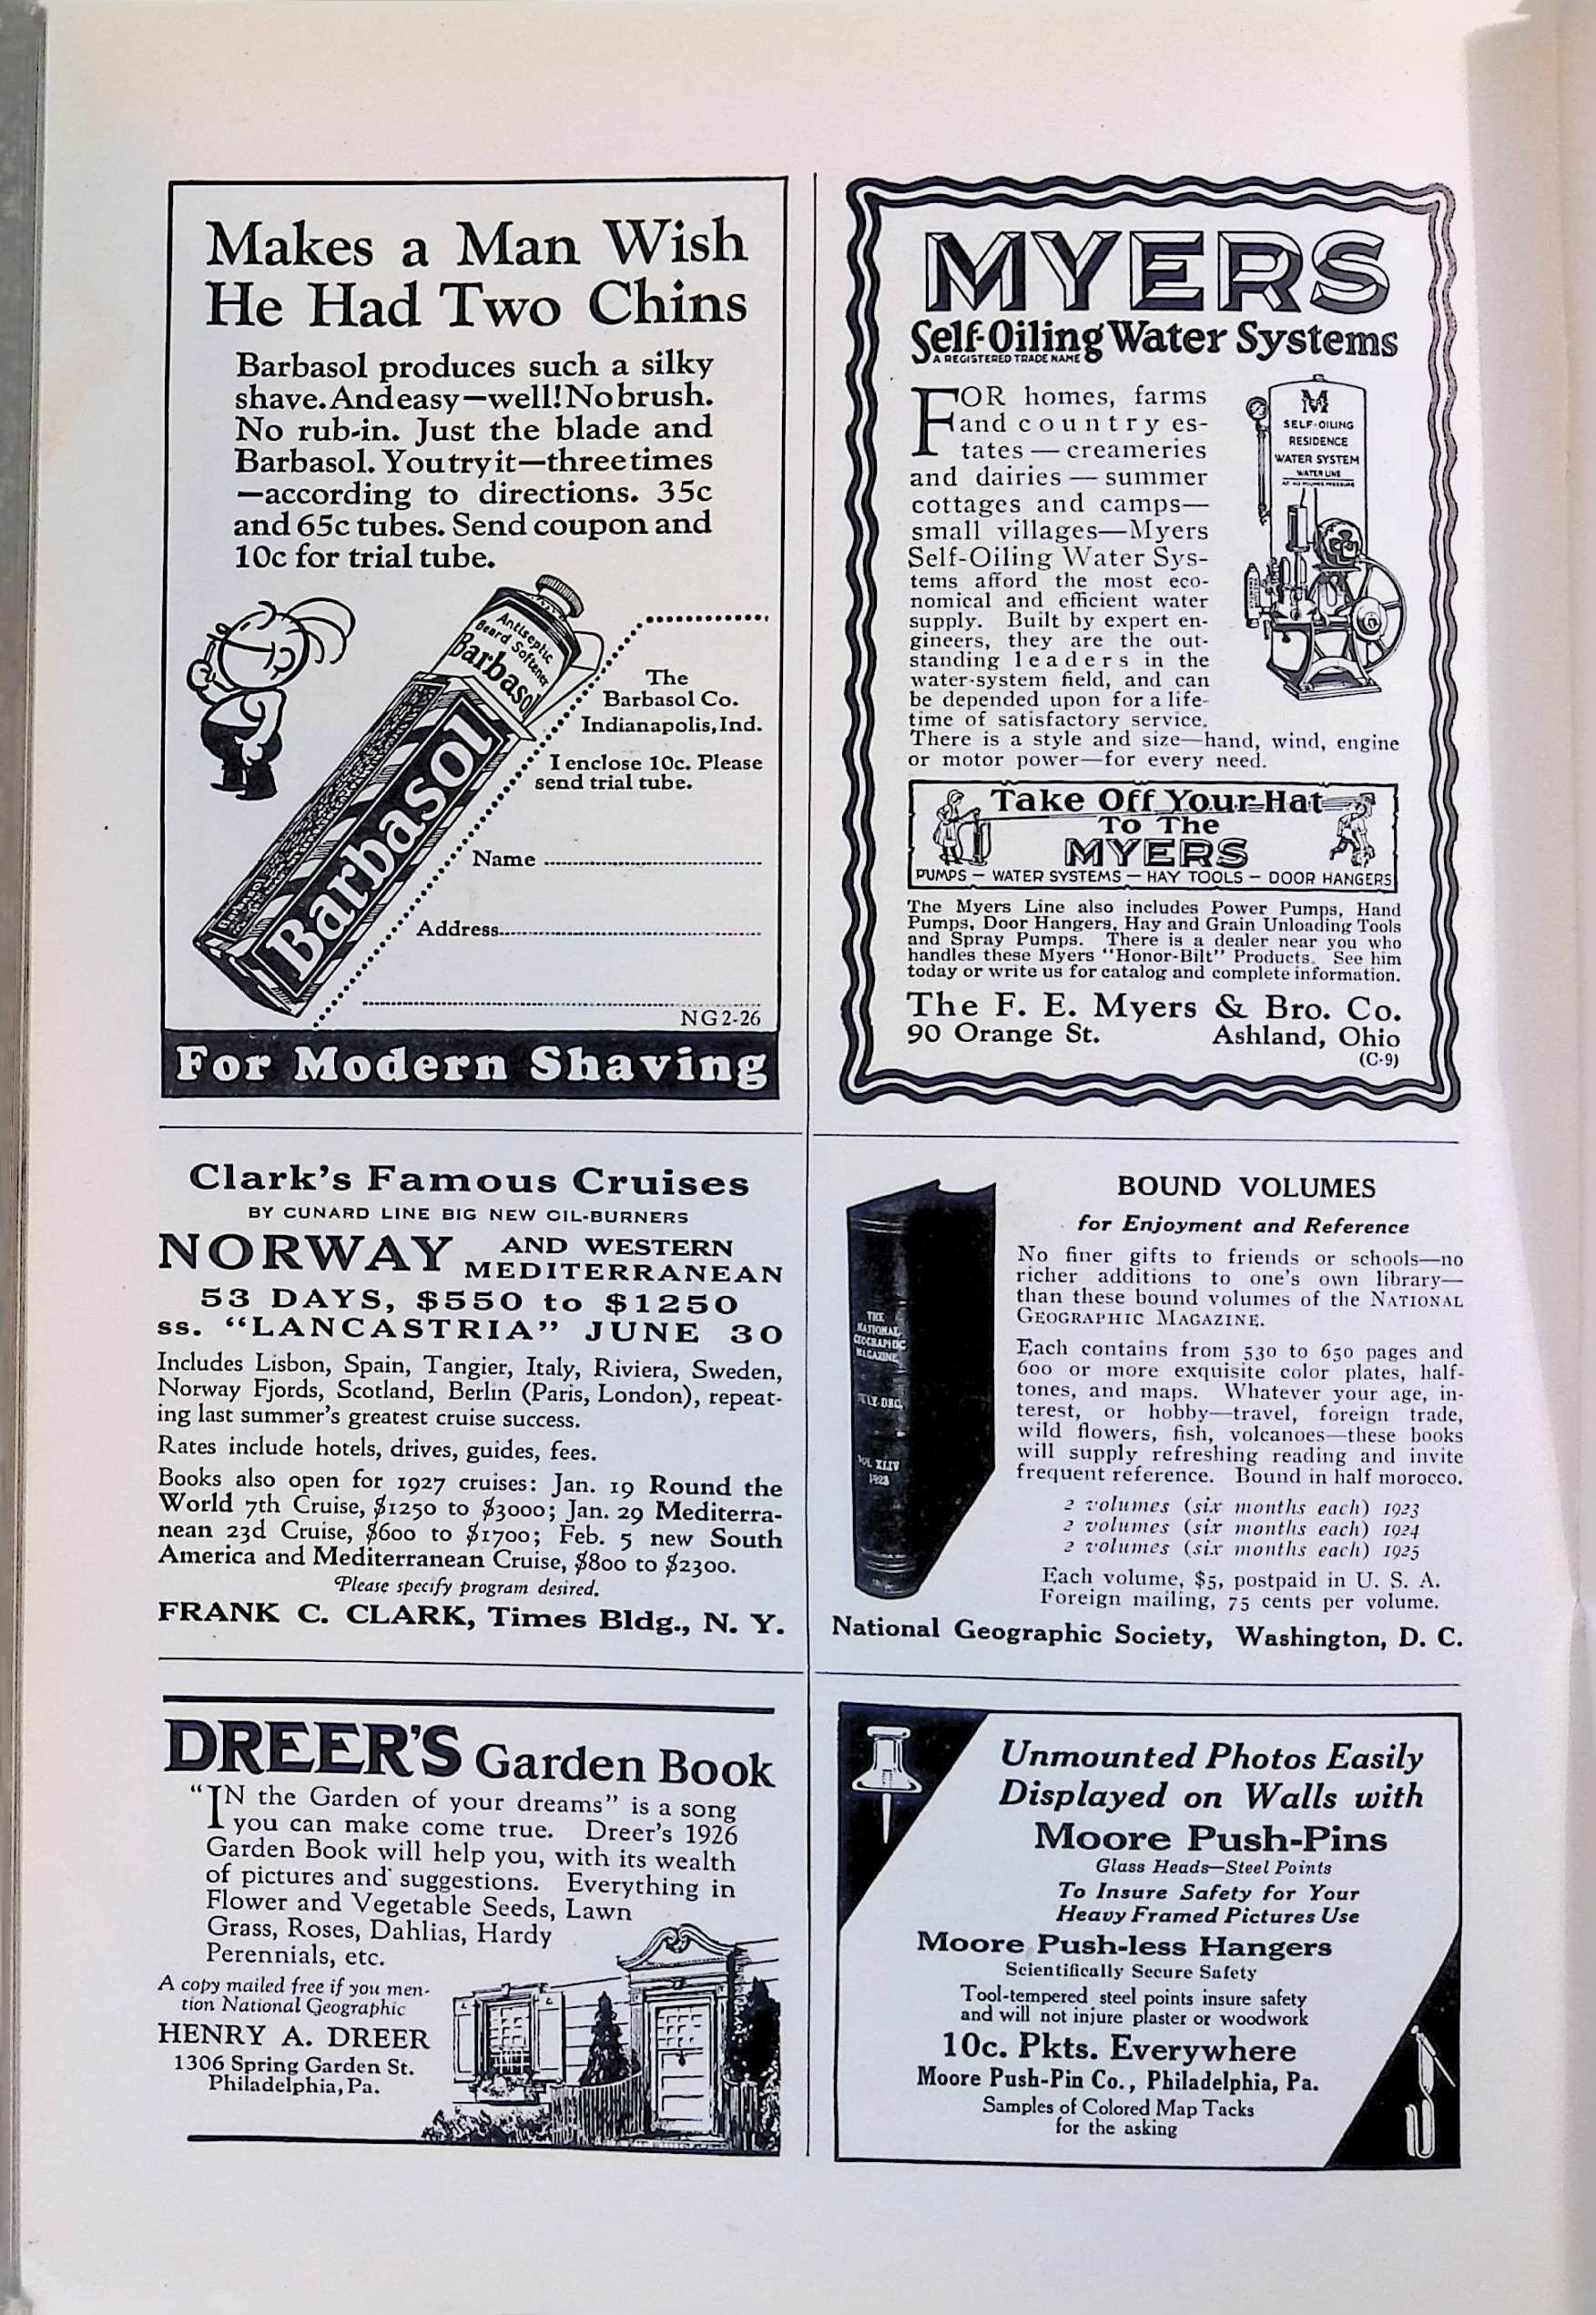 Makes a Man Wish
He Had Two Chins
Barbasol produces such a silky
shave. And easy—well! No brush.
No rub-in. Just the blade and
Barbasol. You try it—three times
—according to directions. 35c
and 65c tubes. Send coupon and
10c for trial tube.
Antiseptic
Beard Softener
Barbasol
Barbasol
The
Barbasol Co.
Indianapolis, Ind.
I enclose 10c. Please
send trial tube.
Name
Address
NG 2-26
For Modern Shaving
MYERS
Self-Oiling Water Systems
A REGISTERED TRADE NAME
FOR homes, farms
and country es-
tates — creameries
and dairies — summer
cottages and camps—
small villages—Myers
Self-Oiling Water Sys-
tems afford the most eco-
nomical and efficient water
supply. Built by expert en-
gineers, they are the out-
standing leaders in the
water-system field, and can
be depended upon for a life-
time of satisfactory service.
There is a style and size—hand, wind, engine
or motor power—for every need.
SELF-OILING
RESIDENCE
WATER SYSTEM
WATER LINE
Take Off Your Hat
To The
MYERS
PUMPS — WATER SYSTEMS — HAY TOOLS — DOOR HANGERS
The Myers Line also includes Power Pumps, Hand
Pumps, Door Hangers, Hay and Grain Unloading Tools
and Spray Pumps. There is a dealer near you who
handles these Myers "Honor-Bilt" Products. See him
today or write us for catalog and complete information.
The F. E. Myers & Bro. Co.
90 Orange St. Ashland, Ohio
(C-9)
Clark's Famous Cruises
BY CUNARD LINE BIG NEW OIL-BURNERS
NORWAY AND WESTERN
MEDITERRANEAN
53 DAYS, $550 to $1250
ss. "LANCASTRIA" JUNE 30
Includes Lisbon, Spain, Tangier, Italy, Riviera, Sweden,
Norway Fjords, Scotland, Berlin (Paris, London), repeat-
ing last summer's greatest cruise success.
Rates include hotels, drives, guides, fees.
Books also open for 1927 cruises: Jan. 19 Round the
World 7th Cruise, $1250 to $3000; Jan. 29 Mediterra-
nean 23d Cruise, $600 to $1700; Feb. 5 new South
America and Mediterranean Cruise, $800 to $2300.
Please specify program desired.
FRANK C. CLARK, Times Bldg., N. Y.
THE
NATIONAL
GEOGRAPHIC
MAGAZINE
JULY-DEC.
VOL XLIV
1923
BOUND VOLUMES
for Enjoyment and Reference
No finer gifts to friends or schools—no
richer additions to one's own library—
than these bound volumes of the NATIONAL
GEOGRAPHIC MAGAZINE.
Each contains from 530 to 650 pages and
600 or more exquisite color plates, half-
tones, and maps. Whatever your age, in-
terest, or hobby—travel, foreign trade,
wild flowers, fish, volcanoes—these books
will supply refreshing reading and invite
frequent reference. Bound in half morocco.
2 volumes (six months each) 1923
2 volumes (six months each) 1924
2 volumes (six months each) 1925
Each volume, $5, postpaid in U. S. A.
Foreign mailing, 75 cents per volume.
National Geographic Society, Washington, D. C.
DREER'S Garden Book
"IN the Garden of your dreams" is a song
you can make come true. Dreer's 1926
Garden Book will help you, with its wealth
of pictures and suggestions. Everything in
Flower and Vegetable Seeds, Lawn
Grass, Roses, Dahlias, Hardy
Perennials, etc.
A copy mailed free if you men-
tion National Geographic
HENRY A. DREER
1306 Spring Garden St.
Philadelphia, Pa.
Unmounted Photos Easily
Displayed on Walls with
Moore Push-Pins
Glass Heads—Steel Points
To Insure Safety for Your
Heavy Framed Pictures Use
Moore Push-less Hangers
Scientifically Secure Safety
Tool-tempered steel points insure safety
and will not injure plaster or woodwork
10c. Pkts. Everywhere
Moore Push-Pin Co., Philadelphia, Pa.
Samples of Colored Map Tacks
for the asking